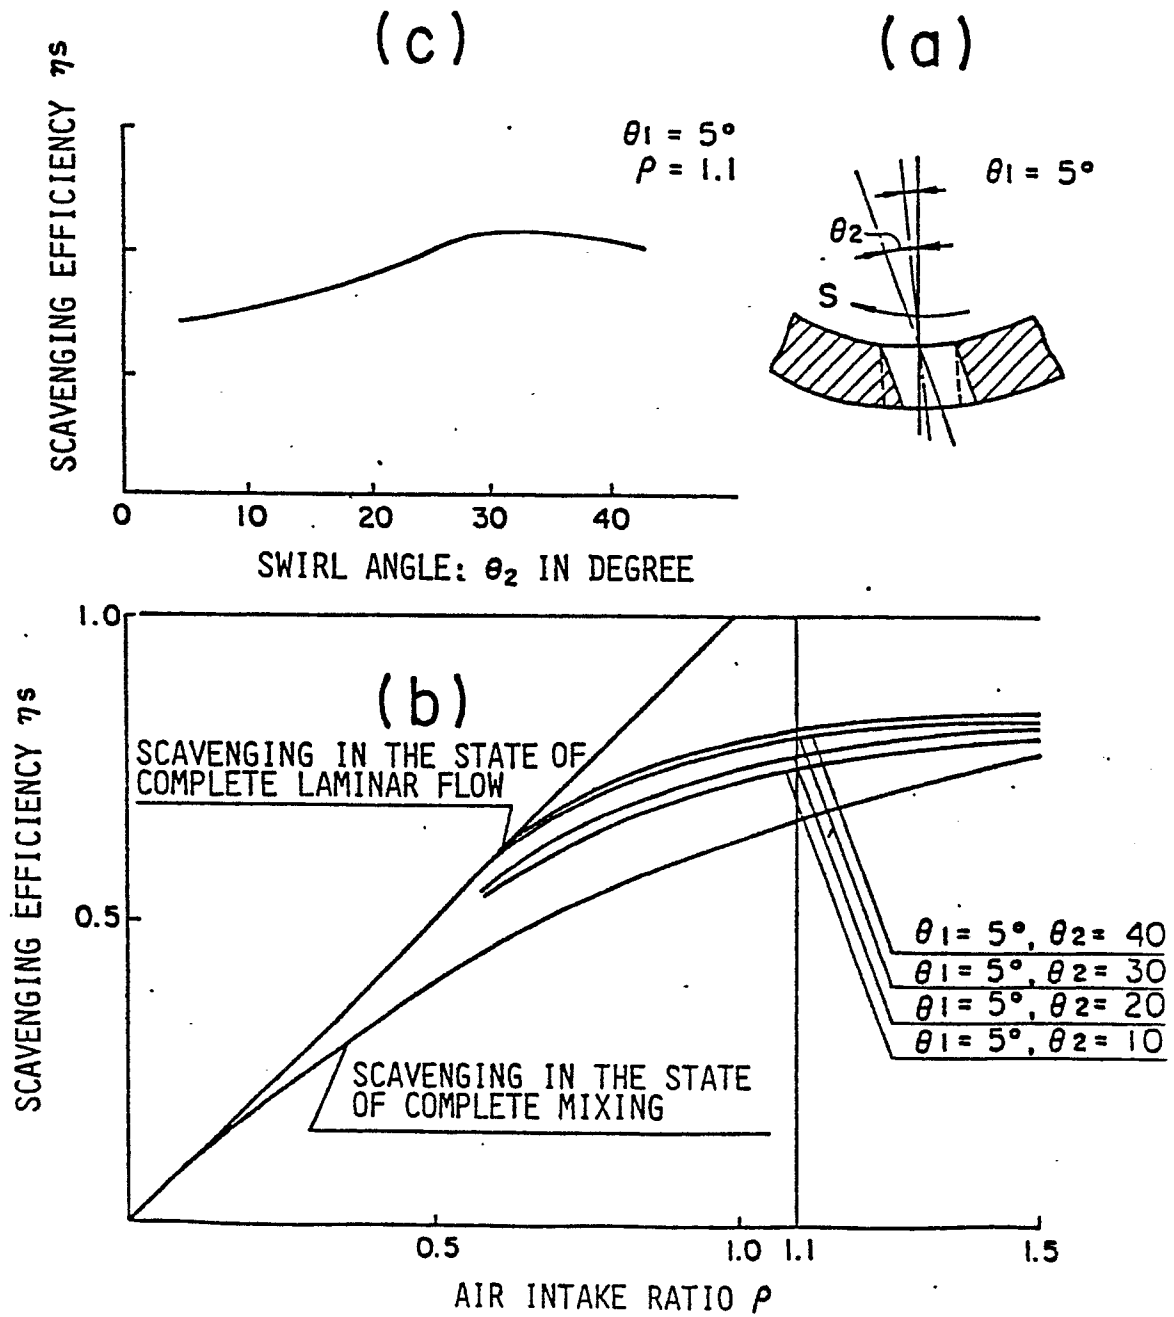 (c)
SCAVENGING EFFICIENCY ηs
θ1 = 5°
ρ = 1.1
0 10 20 30 40
SWIRL ANGLE: θ2 IN DEGREE
(a)
θ1 = 5°
θ2
S
(b)
SCAVENGING EFFICIENCY ηs
1.0
0.5
SCAVENGING IN THE STATE OF
COMPLETE LAMINAR FLOW
θ1 = 5°, θ2 = 40
θ1 = 5°, θ2 = 30
θ1 = 5°, θ2 = 20
θ1 = 5°, θ2 = 10
SCAVENGING IN THE STATE
OF COMPLETE MIXING
0.5 1.0 1.1 1.5
AIR INTAKE RATIO ρ